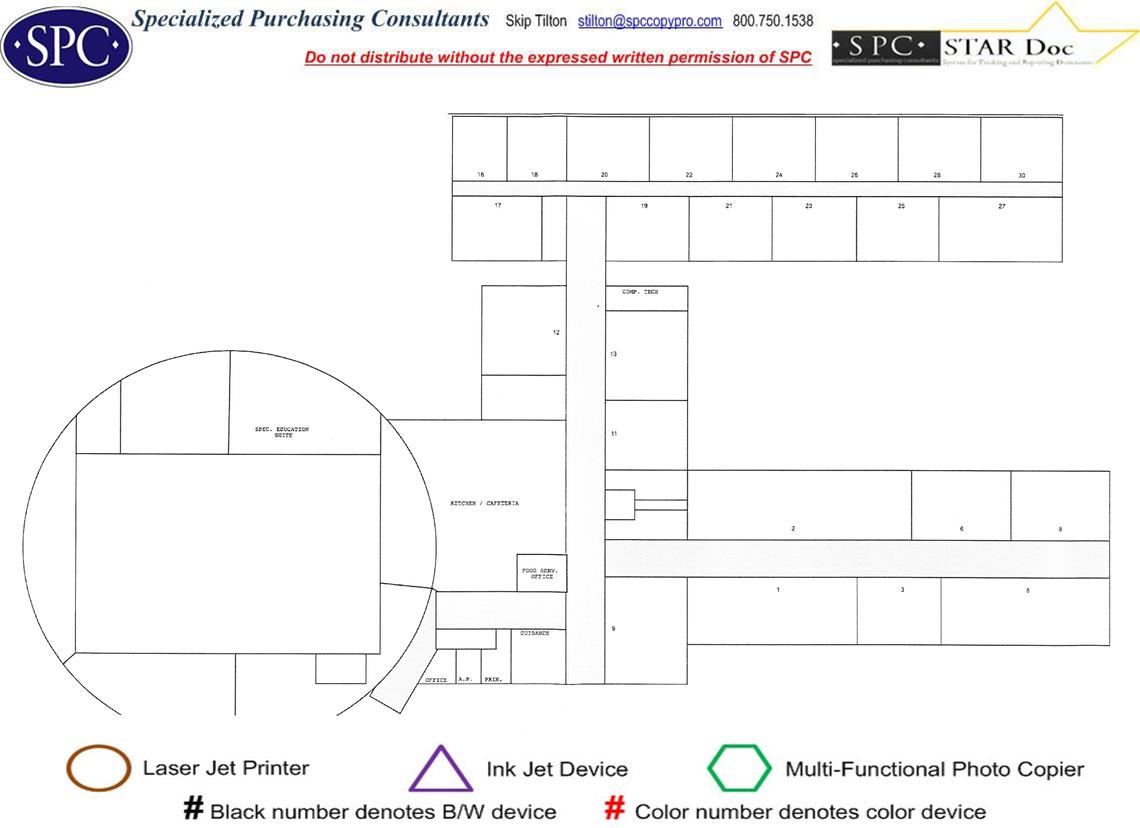 SPC
Specialized Purchasing Consultants Skip Tilton stilton@spccopypro.com 800.750.1538
Do not distribute without the expressed written permission of SPC
SPC STAR Doc
specialized purchasing consultants System for Tracking and Reporting Documents
16 18 20 22 24 26 28 30
17 19 21 23 25 27
COMP. TECH
12
13
SPEC. EDUCATION
SUITE
11
KITCHEN / CAFETERIA
2 6 8
FOOD SERV.
OFFICE
1 3 5
GUIDANCE
9
OFFICE A.P. PRIN.
Laser Jet Printer Ink Jet Device Multi-Functional Photo Copier
# Black number denotes B/W device # Color number denotes color device